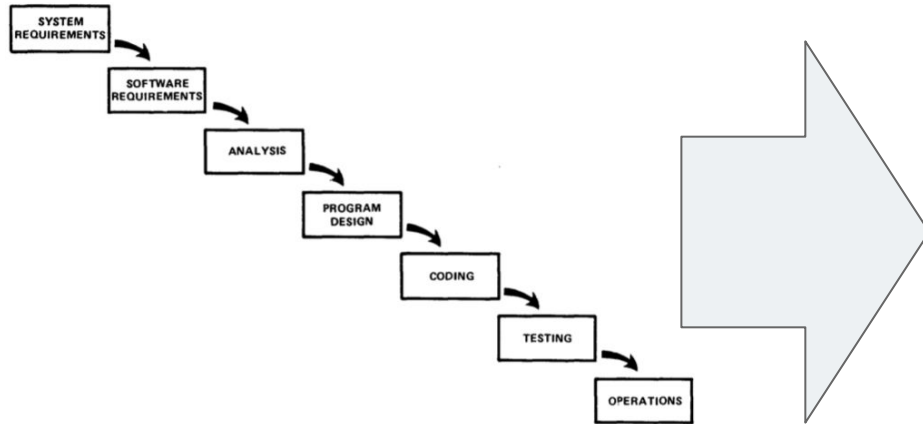 SYSTEM
REQUIREMENTS
SOFTWARE
REQUIREMENTS
ANALYSIS
PROGRAM
DESIGN
CODING
TESTING
OPERATIONS